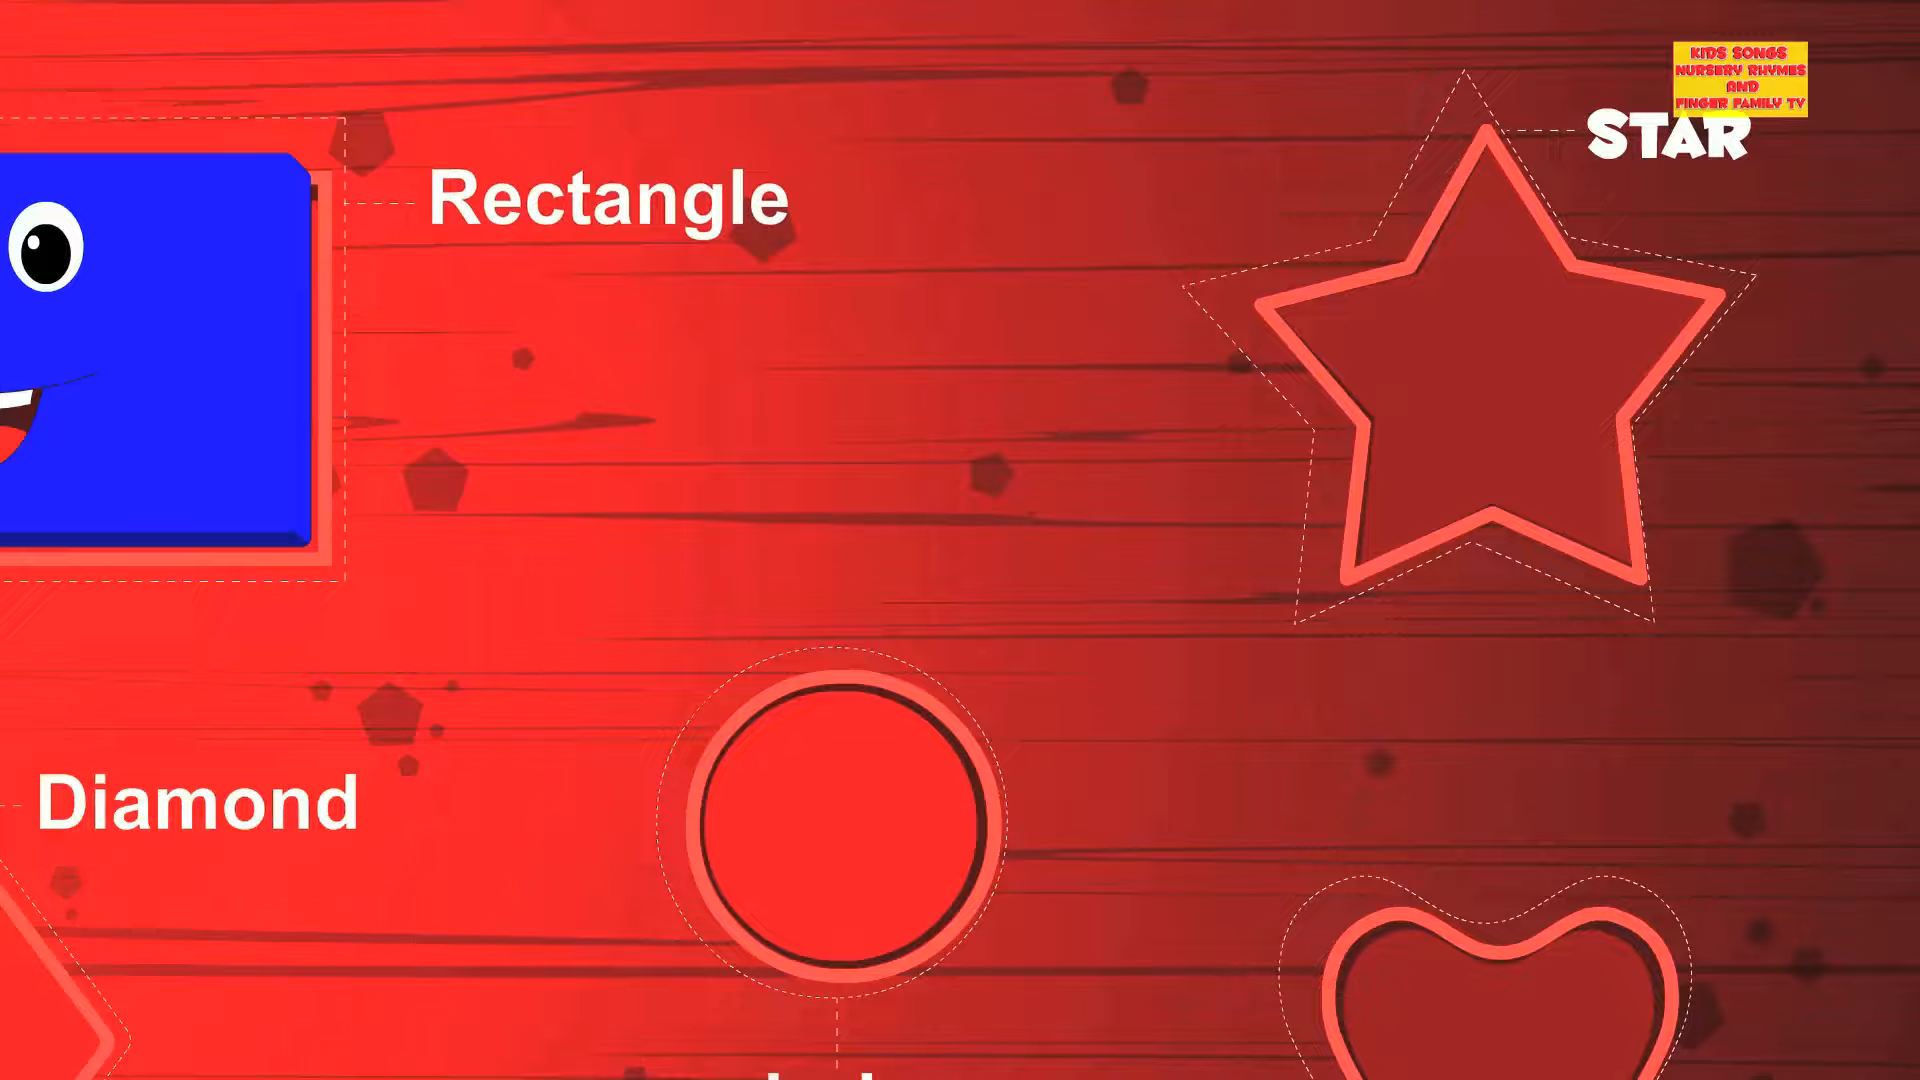 KIDS SONGS
NURSERY RHYMES
AND
FINGER FAMILY TV
STAR
Rectangle
Diamond